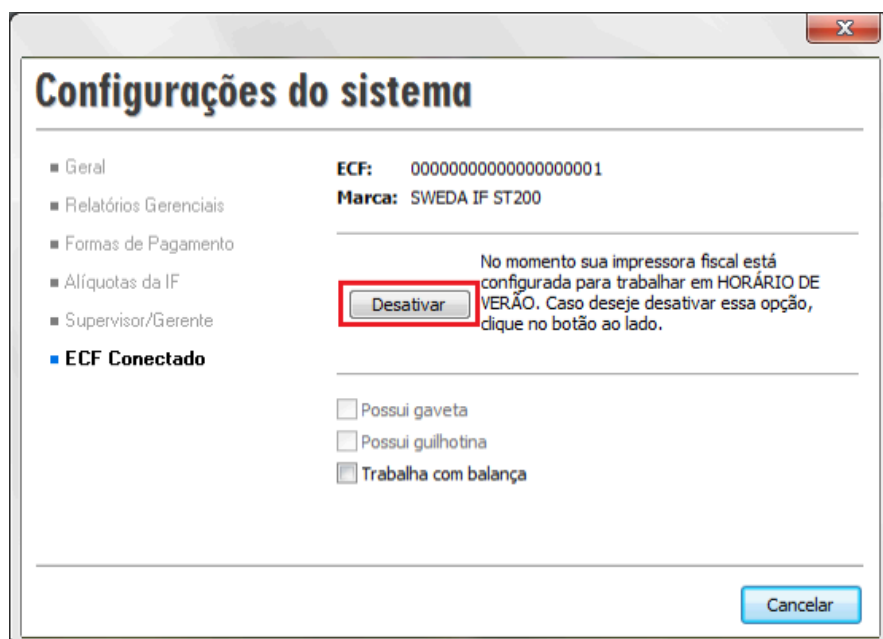 Configurações do sistema
Geral
Relatórios Gerenciais
Formas de Pagamento
Alíquotas da IF
Supervisor/Gerente
ECF Conectado
ECF: 00000000000000000001
Marca: SWEDA IF ST200
Desativar
No momento sua impressora fiscal está
configurada para trabalhar em HORÁRIO DE
VERÃO. Caso deseje desativar essa opção,
clique no botão ao lado.
Possui gaveta
Possui guilhotina
Trabalha com balança
Cancelar